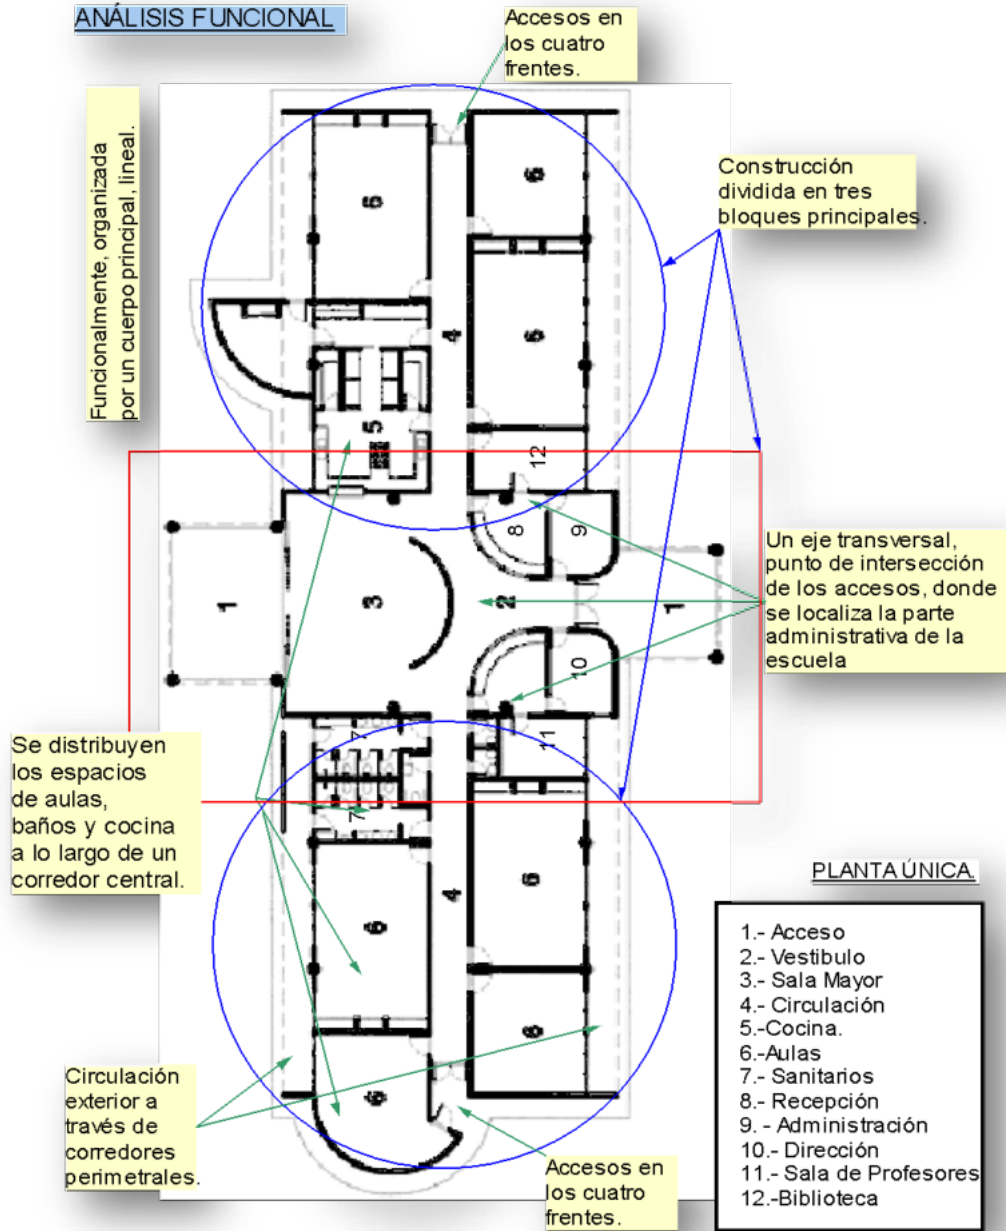 ANÁLISIS FUNCIONAL
Accesos en
los cuatro
frentes.
Funcionalmente, organizada
por un cuerpo principal, lineal.
Construcción
dividida en tres
bloques principales.
6
6
6
4
5
12
8
9
1
3
2
1
10
Un eje transversal,
punto de intersección
de los accesos, donde
se localiza la parte
administrativa de la
escuela
7
11
7
Se distribuyen
los espacios
de aulas,
baños y cocina
a lo largo de un
corredor central.
6
4
6
6
6
Circulación
exterior a
través de
corredores
perimetrales.
Accesos en
los cuatro
frentes.
PLANTA ÚNICA.
1.- Acceso
2.- Vestibulo
3.- Sala Mayor
4.- Circulación
5.-Cocina.
6.-Aulas
7.- Sanitarios
8.- Recepción
9. - Administración
10.- Dirección
11.- Sala de Profesores
12.-Biblioteca